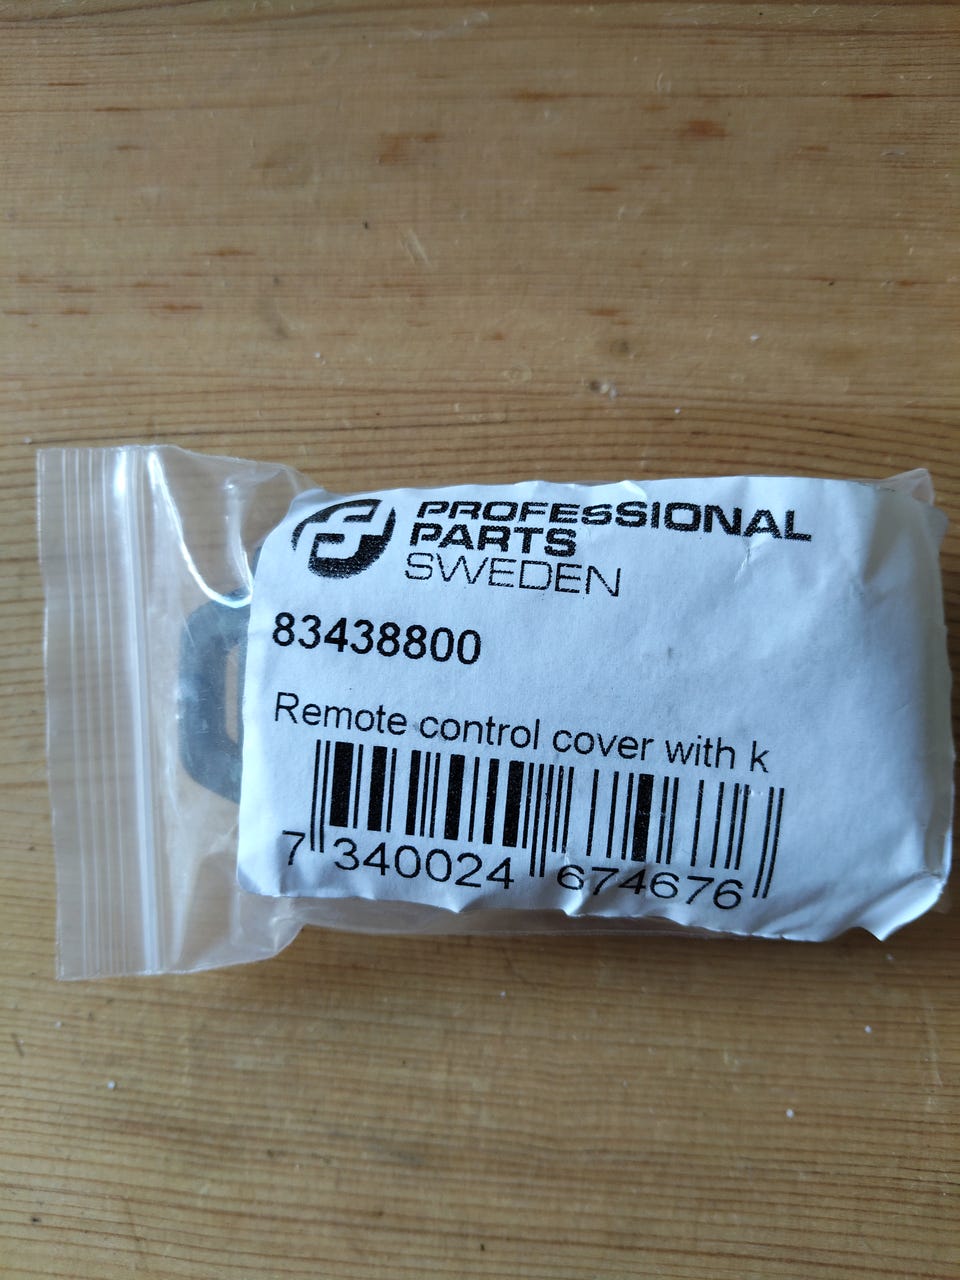 PROFESSIONAL
PARTS
SWEDEN
83438800
Remote control cover with k
7 340024 674676